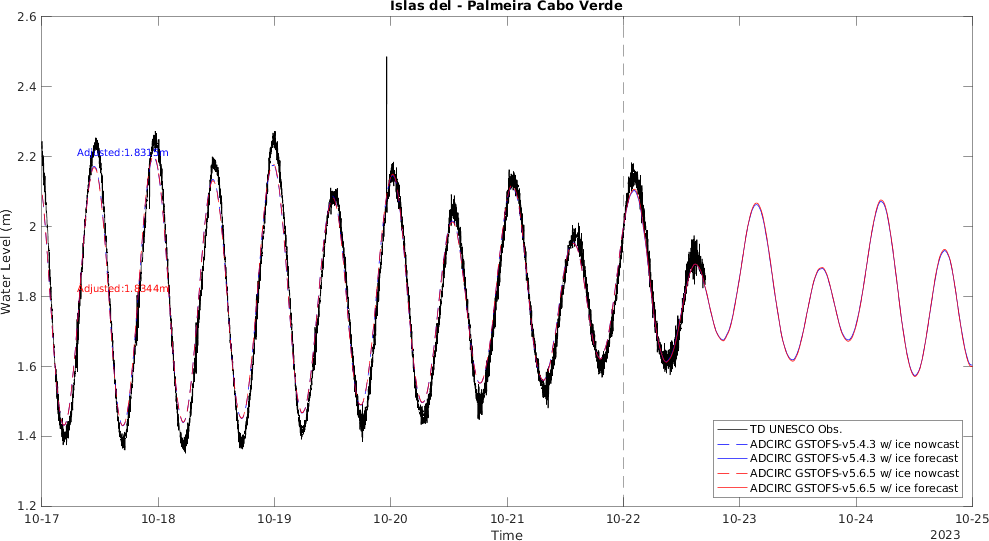 Islas del - Palmeira Cabo Verde
2.6
2.4
2.2
2
1.8
1.6
1.4
1.2
Water Level (m)
Adjusted:1.8344m
TD UNESCO Obs.
ADCIRC GSTOFS-v5.4.3 w/ ice nowcast
ADCIRC GSTOFS-v5.4.3 w/ ice forecast
ADCIRC GSTOFS-v5.6.5 w/ ice nowcast
ADCIRC GSTOFS-v5.6.5 w/ ice forecast
10-17 10-18 10-19 10-20 10-21 10-22 10-23 10-24 10-25
Time
2023